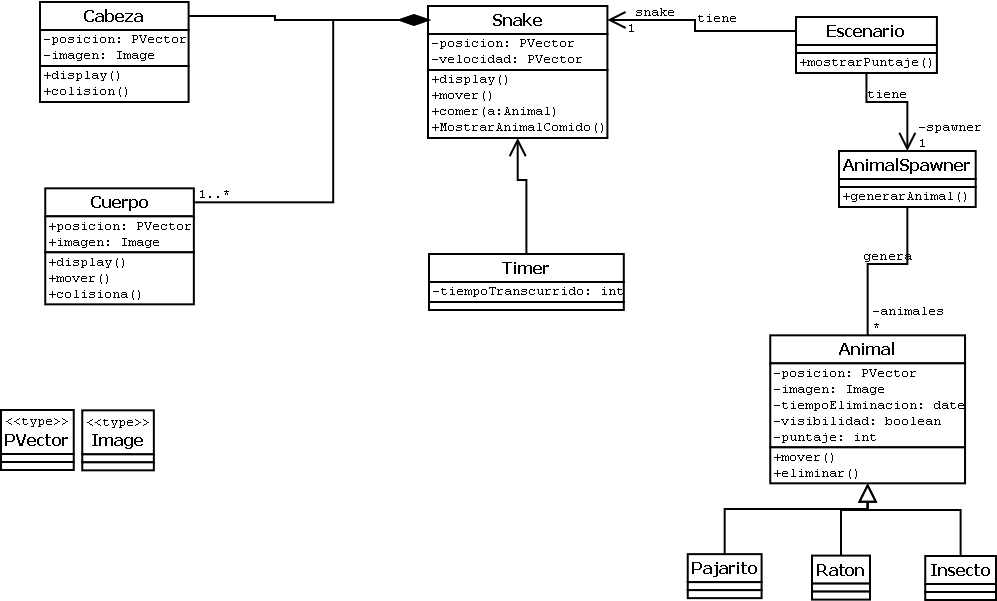 Cabeza
-posicion: PVector
-imagen: Image
+display()
+colision()
Snake
-posicion: PVector
-velocidad: PVector
+display()
+mover()
+comer(a:Animal)
+MostrarAnimalComido()
snake
1
tiene
Escenario
+mostrarPuntaje()
tiene
-spawner
1
AnimalSpawner
+generarAnimal()
1..*
Cuerpo
+posicion: PVector
+imagen: Image
+display()
+mover()
+colisiona()
Timer
-tiempoTranscurrido: int
genera
-animales
*
Animal
-posicion: PVector
-imagen: Image
-tiempoEliminacion: date
-visibilidad: boolean
-puntaje: int
+mover()
+eliminar()
<<type>>
PVector
<<type>>
Image
Pajarito
Raton
Insecto